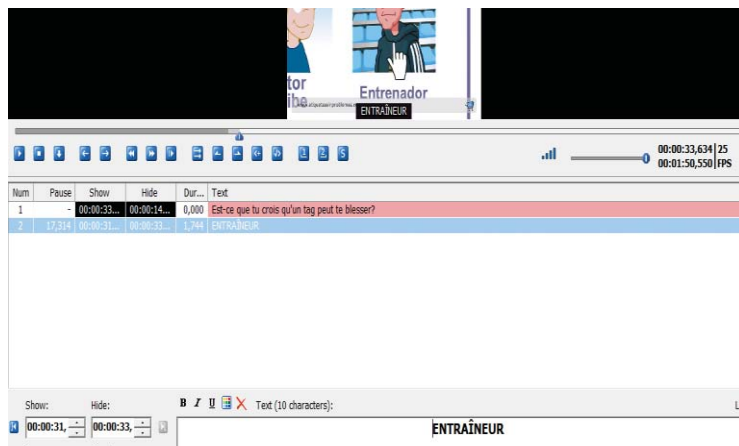 tor
ibe
Entrenador
ENTRAÎNEUR
00:00:33,634 25
00:01:50,550 FPS
Num Pause Show Hide Dur... Text
1 - 00:00:33... 00:00:14... 0,000 Est-ce que tu crois qu'un tag peut te blesser?
2 17,314 00:00:31... 00:00:33... 1,744 ENTRAÎNEUR
Show: Hide: B I U Text (10 characters): L
00:00:31, 00:00:33, ENTRAÎNEUR